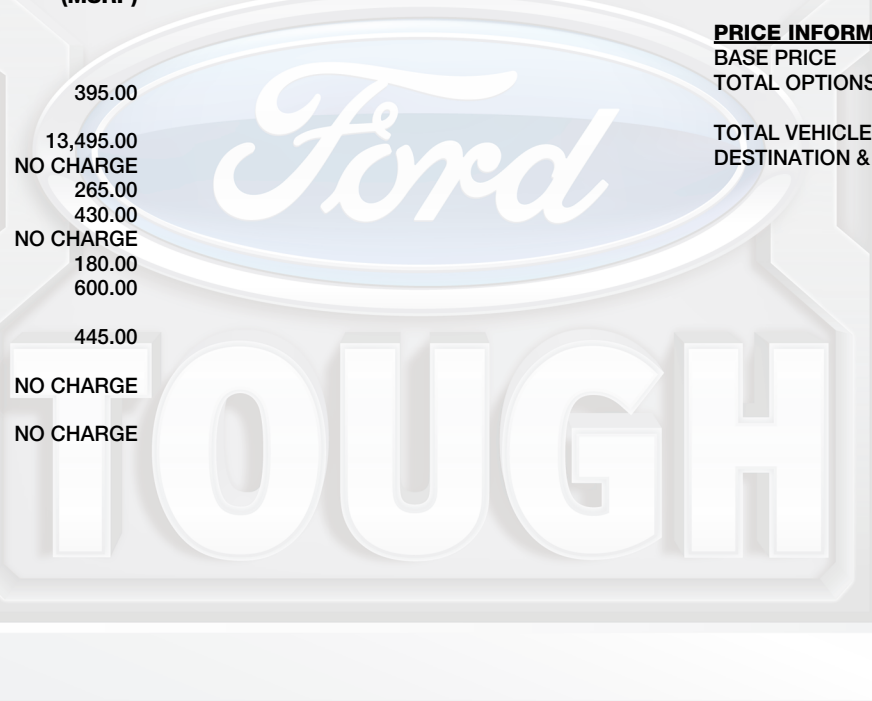 (MSRP)
395.00
13,495.00
NO CHARGE
265.00
430.00
NO CHARGE
180.00
600.00
445.00
NO CHARGE
NO CHARGE
PRICE INFORM
BASE PRICE
TOTAL OPTIONS
TOTAL VEHICLE
DESTINATION &
Ford
TOUGH